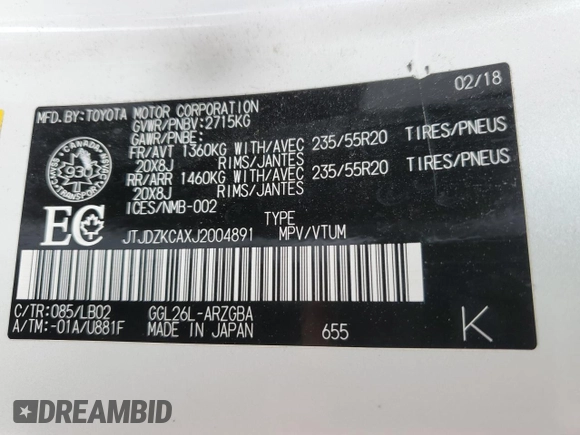 02/18
MFD.BY:TOYOTA MOTOR CORPORATION
GVWR/PNBV:2715KG
GAWR/PNBE:
FR/AVT 1360KG WITH/AVEC 235/55R20 TIRES/PNEUS
20X8J RIMS/JANTES
RR/ARR 1460KG WITH/AVEC 235/55R20 TIRES/PNEUS
20X8J RIMS/JANTES
ICES/NMB-002
CANADA
930
TRANSPORT
EC
TYPE
JTJDZKCAXJ2004891 MPV/VTUM
C/TR:085/LB02 GGL26L-ARZGBA
A/TM:-01A/U881F MADE IN JAPAN 655 K
DREAMBID